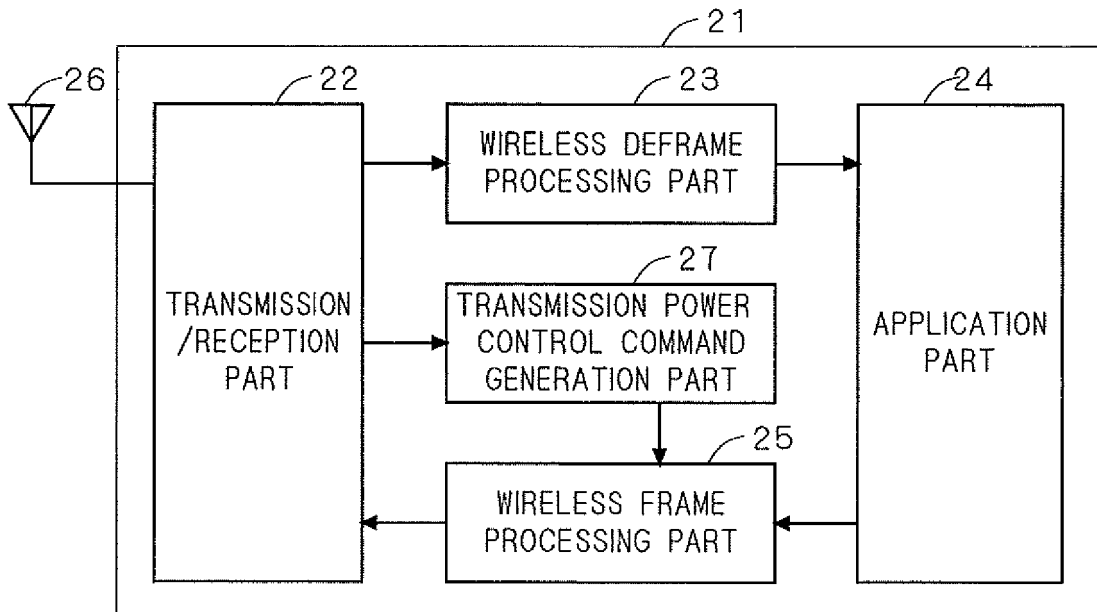 21
26
22
23
24
WIRELESS DEFRAME
PROCESSING PART
27
TRANSMISSION
/RECEPTION
PART
TRANSMISSION POWER
CONTROL COMMAND
GENERATION PART
APPLICATION
PART
25
WIRELESS FRAME
PROCESSING PART